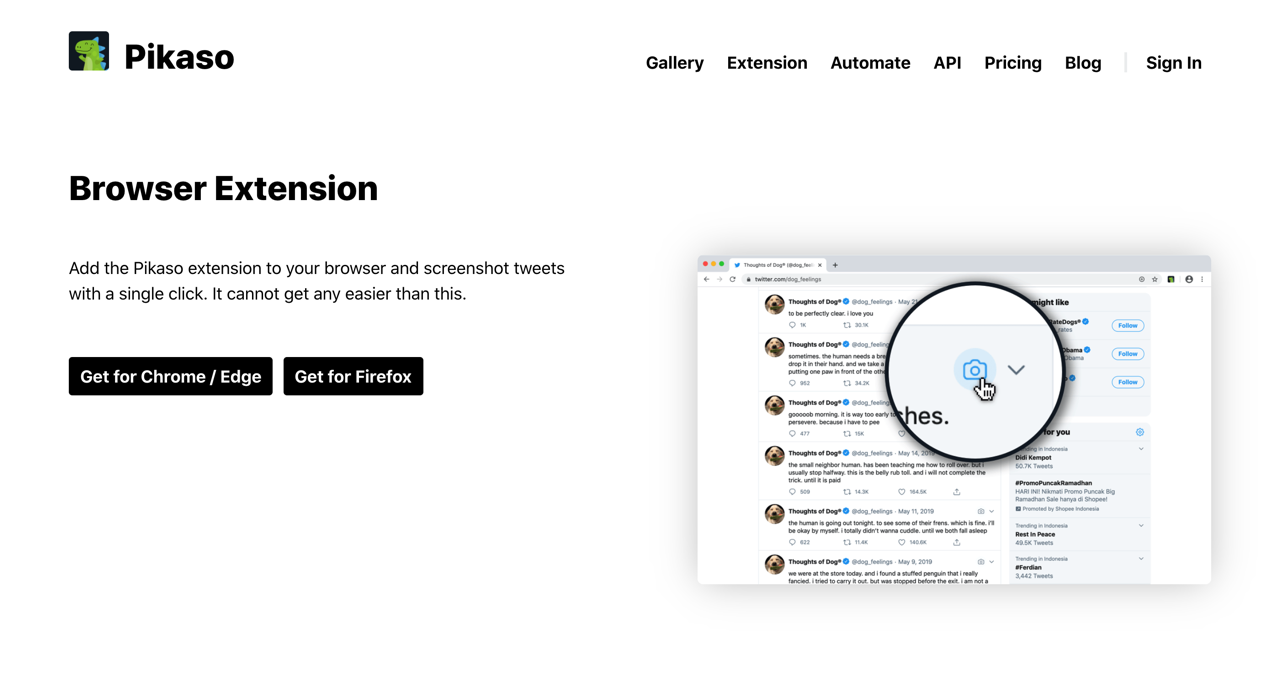 Pikaso
Gallery Extension Automate API Pricing Blog Sign In
Browser Extension
Add the Pikaso extension to your browser and screenshot tweets
with a single click. It cannot get any easier than this.
Get for Chrome / Edge Get for Firefox
Thoughts of Dog® (@dog_feeli
twitter.com/dog_feelings
Thoughts of Dog® @dog_feelings · May 21
to be perfectly clear. i love you
1K 30.1K
Thoughts of Dog® @dog_feelin
sometimes. the human needs a bre
drop it in their hand. and we take a
putting one paw in front of the othe
952 34.2K
Thoughts of Dog® @dog_feelin
gooooob morning. it is way too early to
persevere. because i have to pee
477 15K
ches.
Thoughts of Dog® @dog_feelings · May 14, 2019
the small neighbor human. has been teaching me how to roll over. but i
usually stop halfway. this is the belly rub toll. and i will not complete the
trick. until it is paid
509 14.3K 164.5K
Thoughts of Dog® @dog_feelings · May 11, 2019
the human is going out tonight. to see some of their frens. which is fine. i'll
be okay by myself. i totally didn't wanna cuddle. until we both fall asleep
622 11.4K 140.6K
Thoughts of Dog® @dog_feelings · May 9, 2019
we were at the store today. and i found a stuffed penguin that i really
fancied. i tried to carry it out. but was stopped before the exit. i am not a
might like
ateDogs®
rates
Follow
Obama
Obama
Follow
Follow
for you
Trending in Indonesia
Didi Kempot
50.7K Tweets
#PromoPuncakRamadhan
HARI INI! Nikmati Promo Puncak Big
Ramadhan Sale hanya di Shopee!
Promoted by Shopee Indonesia
Trending in Indonesia
Rest In Peace
49.5K Tweets
Trending in Indonesia
#Ferdian
3,442 Tweets